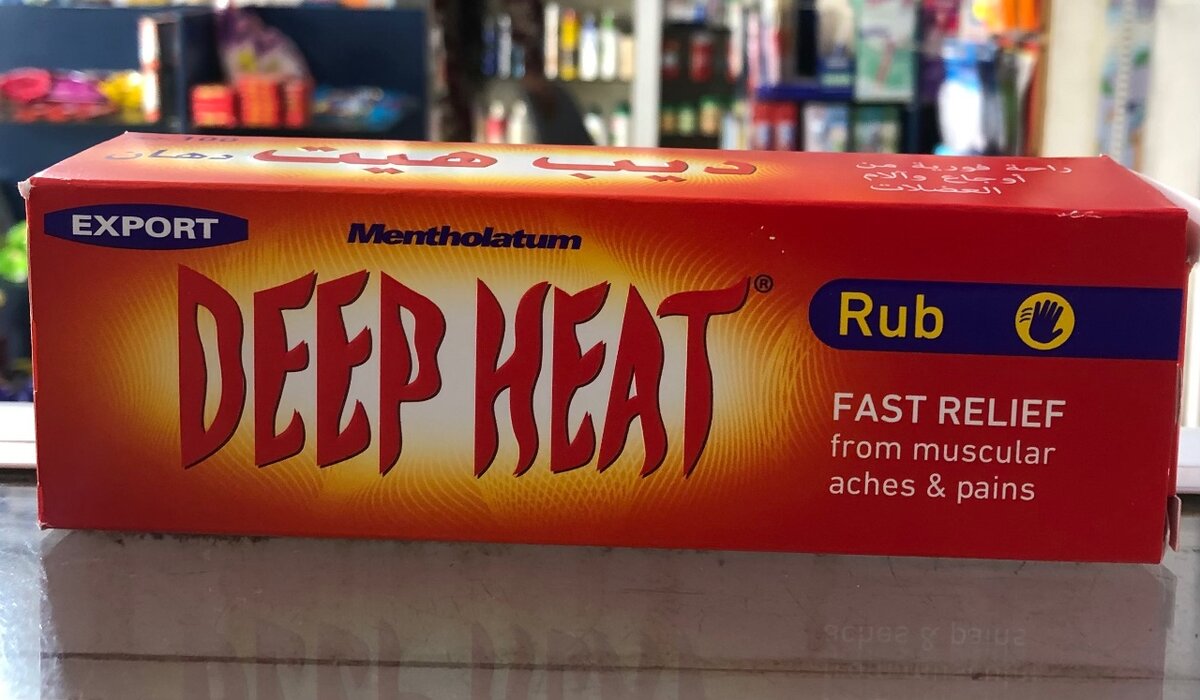 دهان ديب هيت
راحة فورية من
أوجاع وآلام
العضلات
EXPORT
Mentholatum
DEEP HEAT®
Rub
FAST RELIEF
from muscular
aches & pains